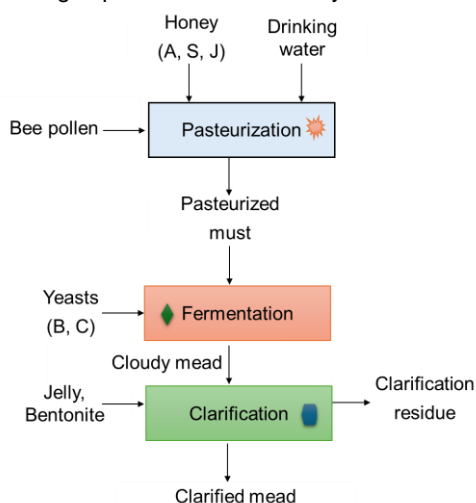 Honey
(A, S, J)
Drinking
water
Bee pollen
Pasteurization
Pasteurized
must
Yeasts
(B, C)
Fermentation
Cloudy mead
Jelly,
Bentonite
Clarification
Clarification
residue
Clarified mead